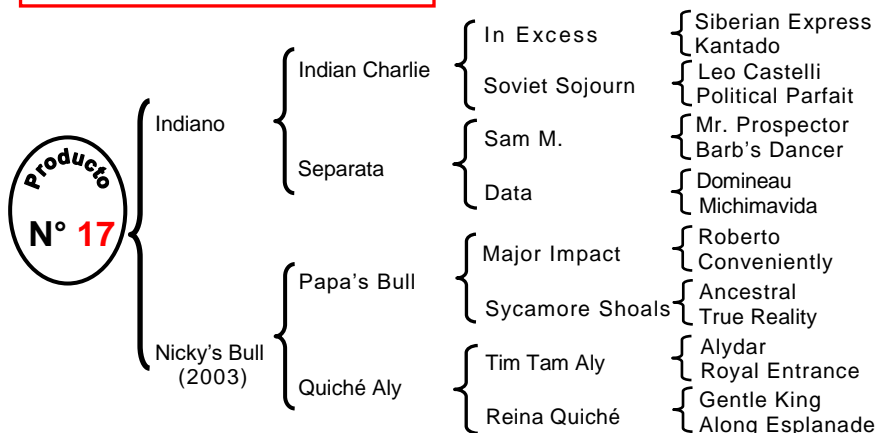 Producto
N° 17
Indiano
Nicky's Bull
(2003)
Indian Charlie
Separata
Papa's Bull
Quiché Aly
In Excess
Soviet Sojourn
Sam M.
Data
Major Impact
Sycamore Shoals
Tim Tam Aly
Reina Quiché
Siberian Express
Kantado
Leo Castelli
Political Parfait
Mr. Prospector
Barb's Dancer
Domineau
Michimavida
Roberto
Conveniently
Ancestral
True Reality
Alydar
Royal Entrance
Gentle King
Along Esplanade